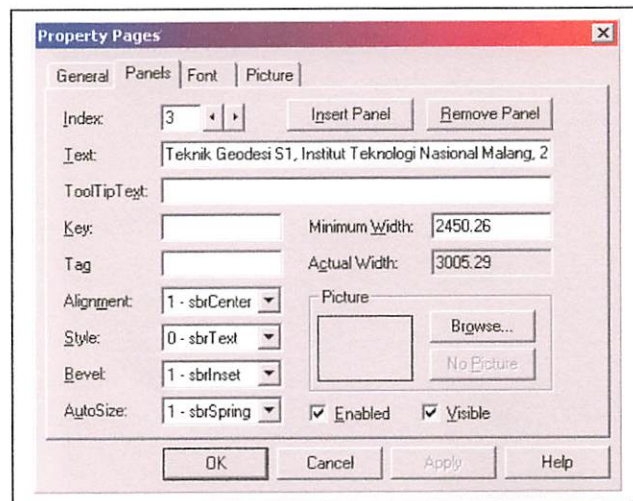 Property Pages
General Panels Font Picture
Index: 3 Insert Panel Remove Panel
Text: Teknik Geodesi S1, Institut Teknologi Nasional Malang, 2
ToolTipText:
Key: Minimum Width: 2450.26
Tag Actual Width: 3005.29
Alignment: 1 - sbrCenter Picture
Style: 0 - sbrText Browse...
Bevel: 1 - sbrInset No Picture
AutoSize: 1 - sbrSpring Enabled Visible
OK Cancel Apply Help